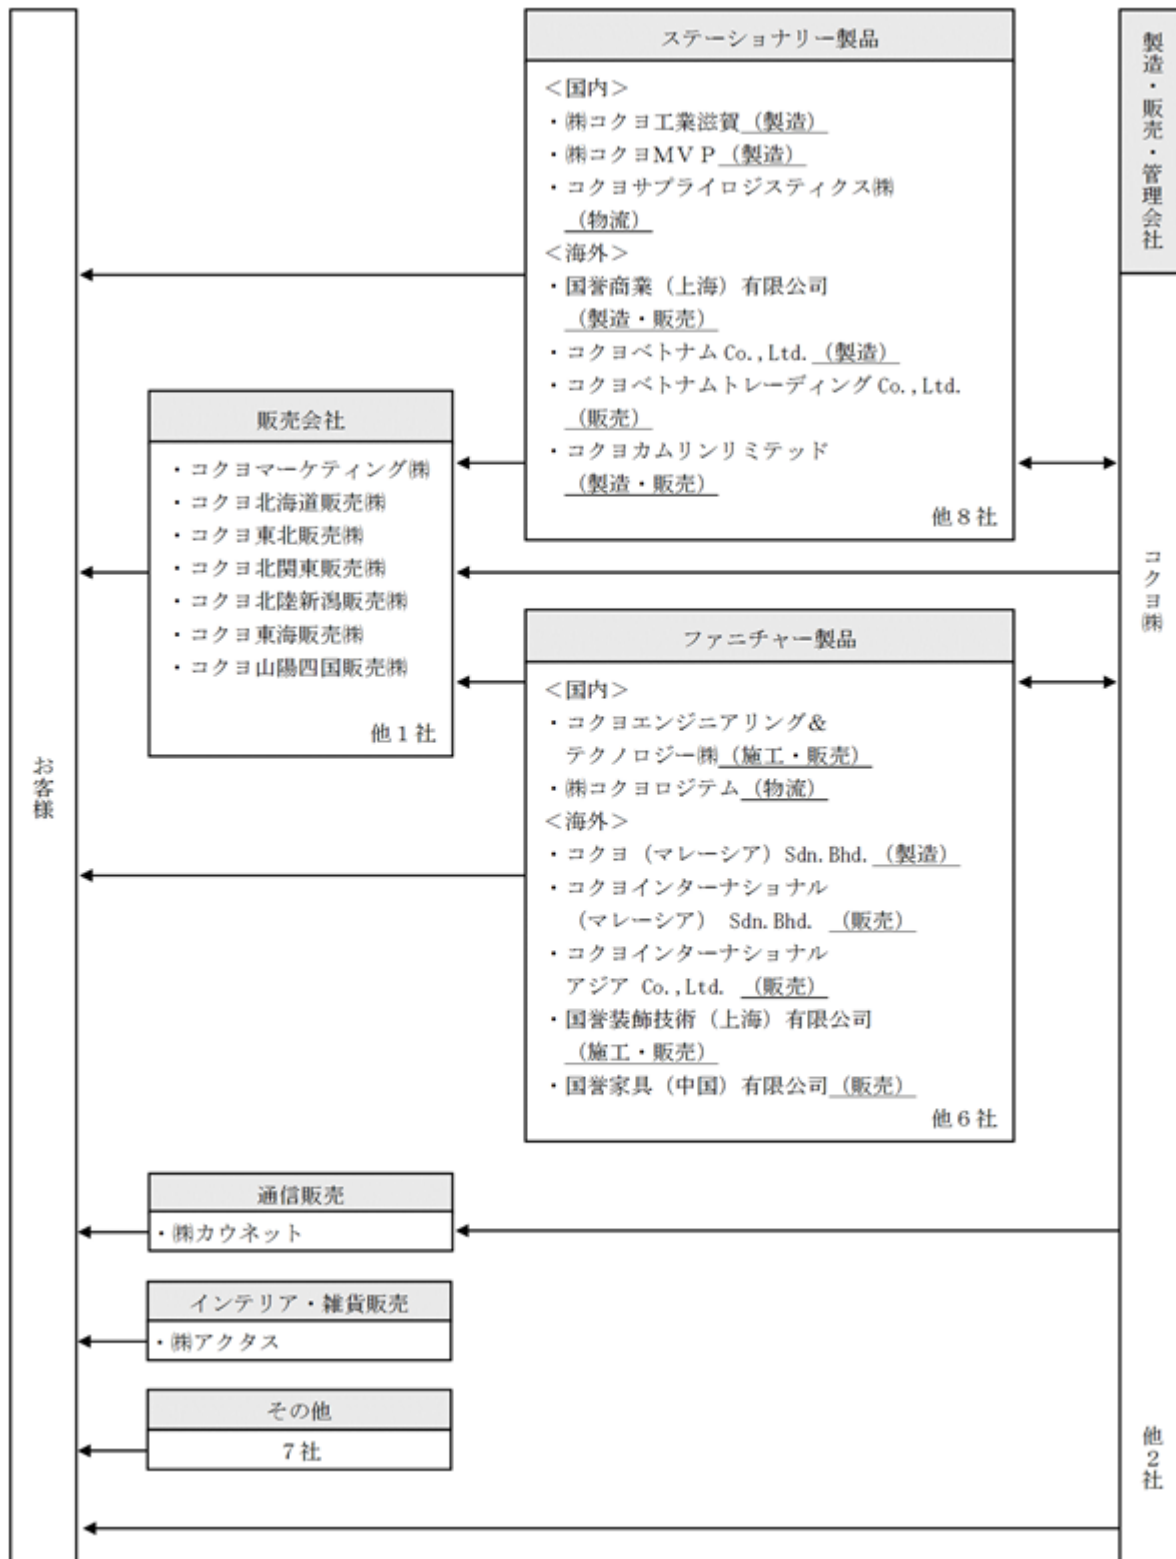 ステーショナリー製品
<国内>
・㈱コクヨ工業滋賀（製造）
・㈱コクヨMVP（製造）
・コクヨサプライロジスティクス㈱
（物流）
<海外>
・国誉商業（上海）有限公司
（製造・販売）
・コクヨベトナムCo.,Ltd.（製造）
・コクヨベトナムトレーディングCo.,Ltd.
（販売）
・コクヨカムリンリミテッド
（製造・販売）
他８社
販売会社
・コクヨマーケティング㈱
・コクヨ北海道販売㈱
・コクヨ東北販売㈱
・コクヨ北関東販売㈱
・コクヨ北陸新潟販売㈱
・コクヨ東海販売㈱
・コクヨ山陽四国販売㈱
他１社
ファニチャー製品
<国内>
・コクヨエンジニアリング&
テクノロジー㈱（施工・販売）
・㈱コクヨロジテム（物流）
<海外>
・コクヨ（マレーシア）Sdn.Bhd.（製造）
・コクヨインターナショナル
（マレーシア） Sdn.Bhd. （販売）
・コクヨインターナショナル
アジア Co.,Ltd. （販売）
・国誉装飾技術（上海）有限公司
（施工・販売）
・国誉家具（中国）有限公司（販売）
他６社
通信販売
・㈱カウネット
インテリア・雑貨販売
・㈱アクタス
その他
７社
お客様
製造・販売・管理会社
コクヨ㈱
他２社